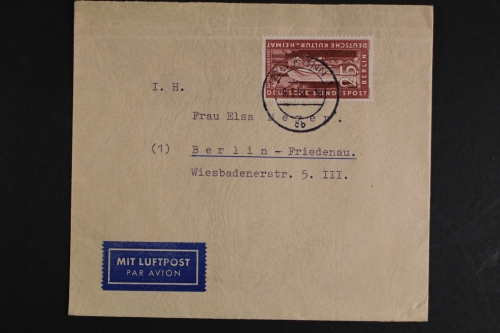 DEUTSCHE KULTUR + HEIMAT
25
BERLIN
DEUTSCHE BUNDESPOST
I. H.
Frau Elsa
(1) Berlin - Friedenau.
Wiesbadenerstr. 5. III.
MIT LUFTPOST
PAR AVION